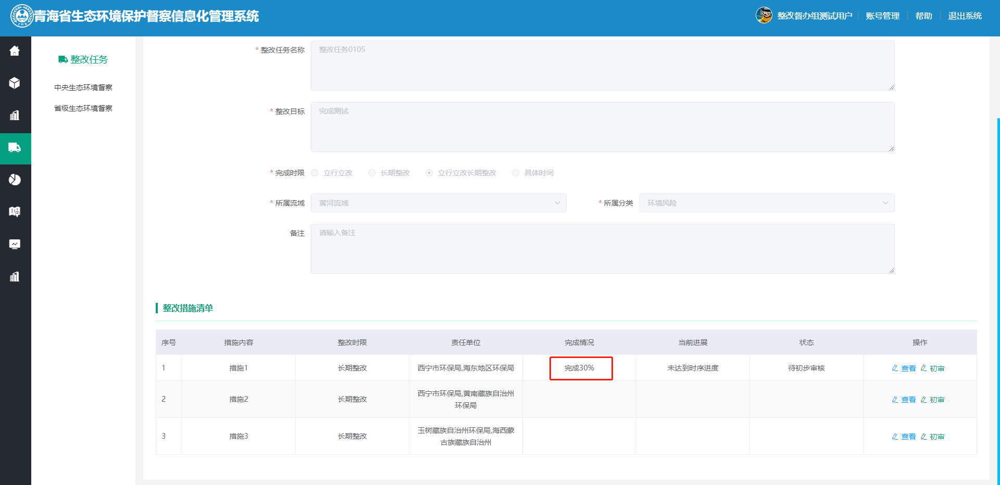 青海省生态环境保护督察信息化管理系统
整改督办组测试用户
账号管理
帮助
退出系统
整改任务
中央生态环境督察
省级生态环境督察
* 整改任务名称
整改任务0105
* 整改目标
完成测试
* 完成时限
立行立改
长期整改
立行立改长期整改
具体时间
* 所属流域
黄河流域
* 所属分类
环境风险
备注
请输入备注
整改措施清单
序号 措施内容 整改时限 责任单位 完成情况 当前进展 状态 操作
1 措施1 长期整改 西宁市环保局,海东地区环保局 完成30% 未达到时序进度 待初步审核 查看 初审
2 措施2 长期整改 西宁市环保局,黄南藏族自治州
环保局 查看 初审
3 措施3 长期整改 玉树藏族自治州环保局,海西蒙
古族藏族自治州 查看 初审
ZHB